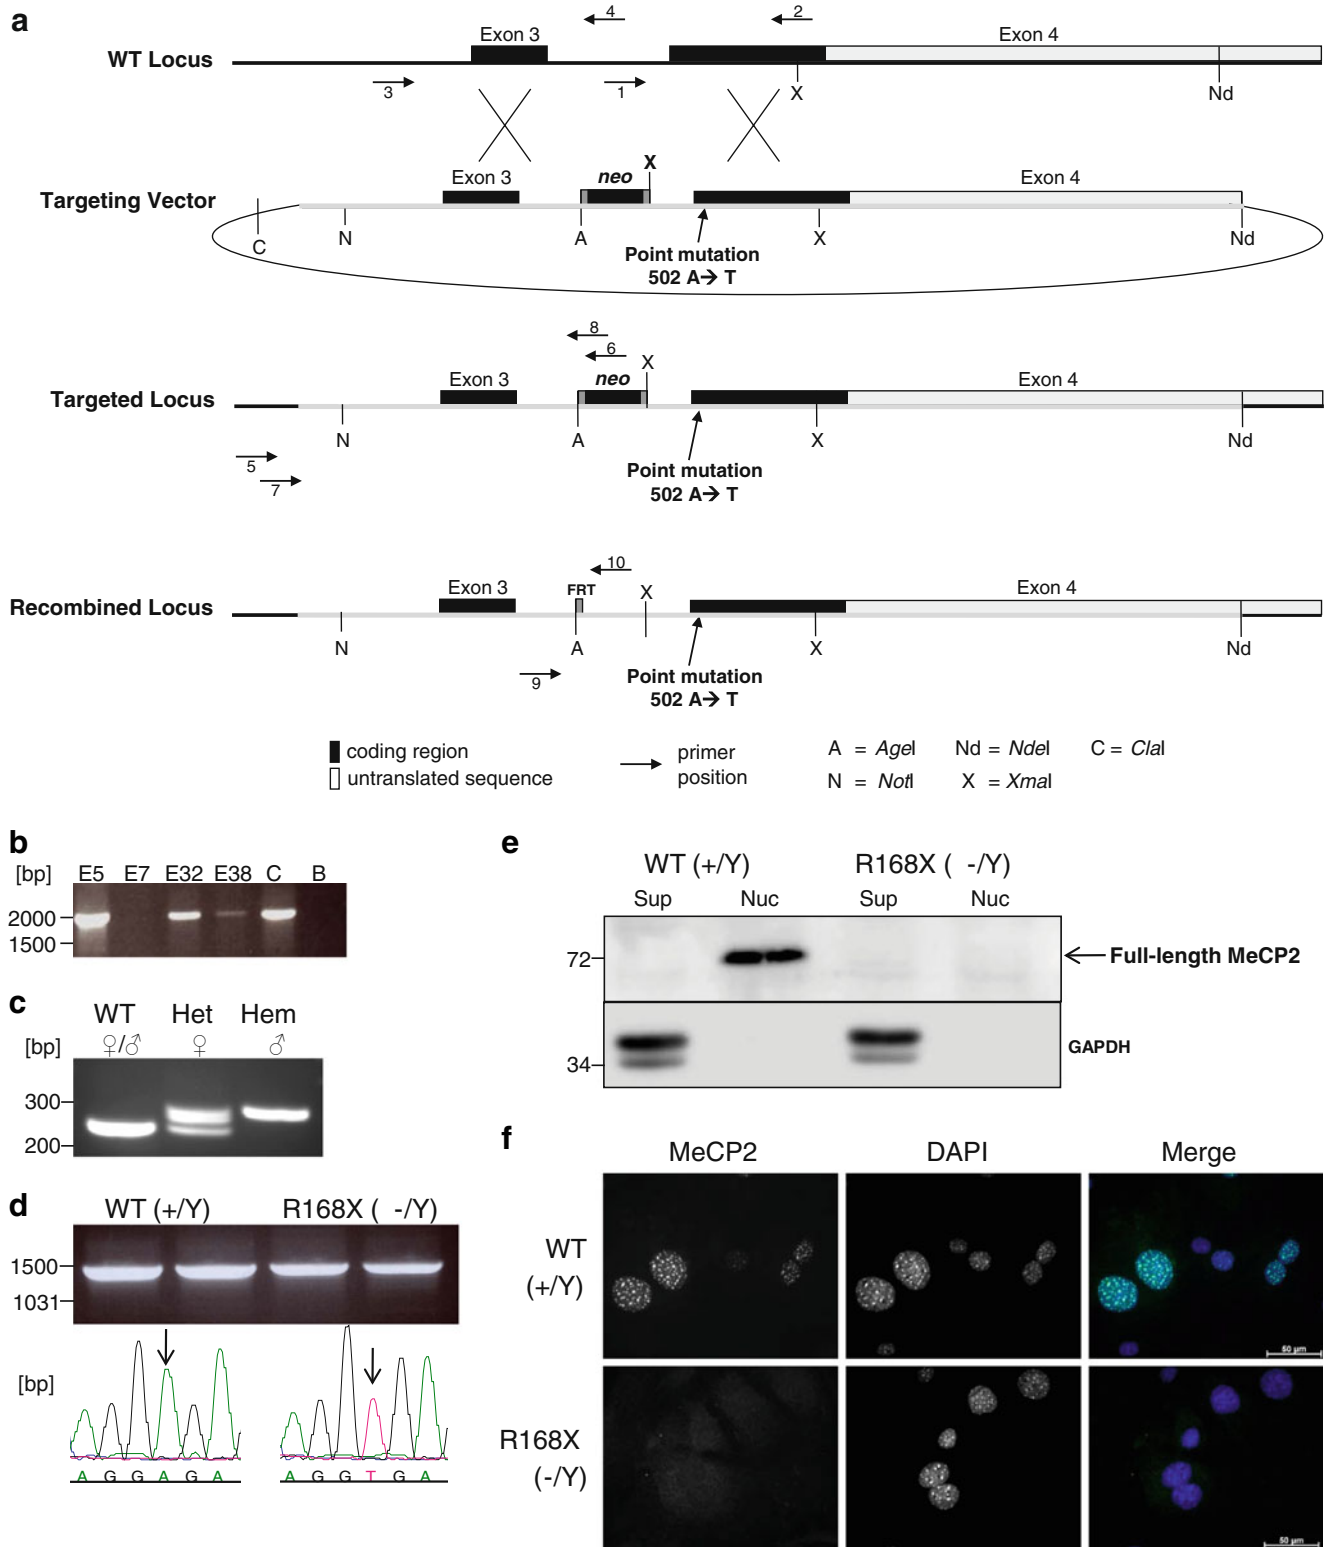 a
4
2
Exon 3
Exon 4
WT Locus
3
1
X
Nd
X
Exon 3
neo
Exon 4
Targeting Vector
C
N
A
X
Nd
Point mutation
502 A→ T
8
6
X
Exon 3
neo
Exon 4
Targeted Locus
N
A
X
Nd
5
7
Point mutation
502 A→ T
10
Exon 3
FRT
X
Exon 4
Recombined Locus
N
A
X
Nd
9
Point mutation
502 A→ T
coding region
untranslated sequence
primer position
A = AgeI
Nd = NdeI
C = ClaI
N = NotI
X = XmaI
b
[bp]
E5 E7 E32 E38 C B
2000
1500
c
WT Het Hem
[bp]
♀/♂ ♀ ♂
300
200
d
WT (+/Y) R168X ( -/Y)
1500
1031
[bp]
A G G A G A
A G G T G A
e
WT (+/Y) R168X ( -/Y)
Sup Nuc Sup Nuc
72
Full-length MeCP2
GAPDH
34
f
MeCP2 DAPI Merge
WT
(+/Y)
50 µm
R168X
(-/Y)
50 µm